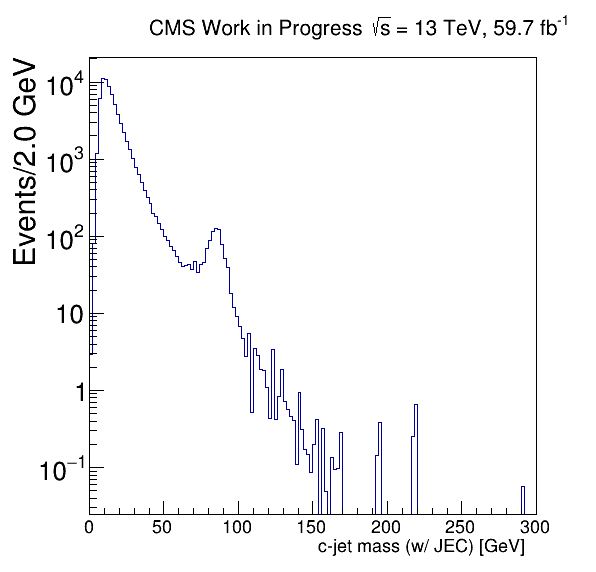 CMS Work in Progress √s = 13 TeV, 59.7 fb⁻¹
Events/2.0 GeV
10⁴
10³
10²
10
1
10⁻¹
0 50 100 150 200 250 300
c-jet mass (w/ JEC) [GeV]